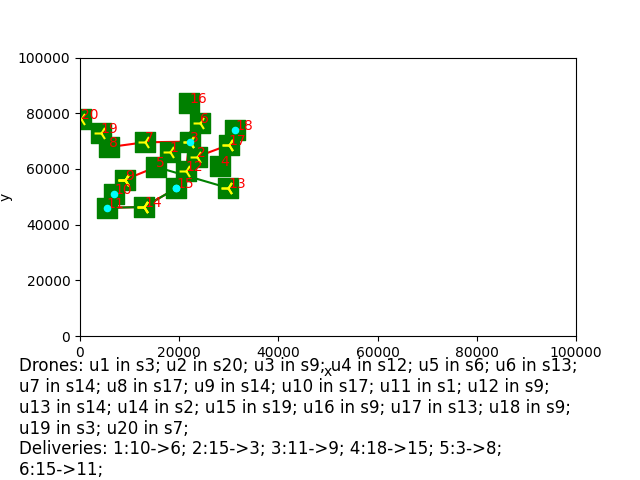 100000
80000
60000
40000
20000
0
y
0 20000 40000 60000 80000 100000
x
16
18
Drones: u1 in s3; u2 in s20; u3 in s9; u4 in s12; u5 in s6; u6 in s13;
u7 in s14; u8 in s17; u9 in s14; u10 in s17; u11 in s1; u12 in s9;
u13 in s14; u14 in s2; u15 in s19; u16 in s9; u17 in s13; u18 in s9;
u19 in s3; u20 in s7;
Deliveries: 1:10->6; 2:15->3; 3:11->9; 4:18->15; 5:3->8;
6:15->11;